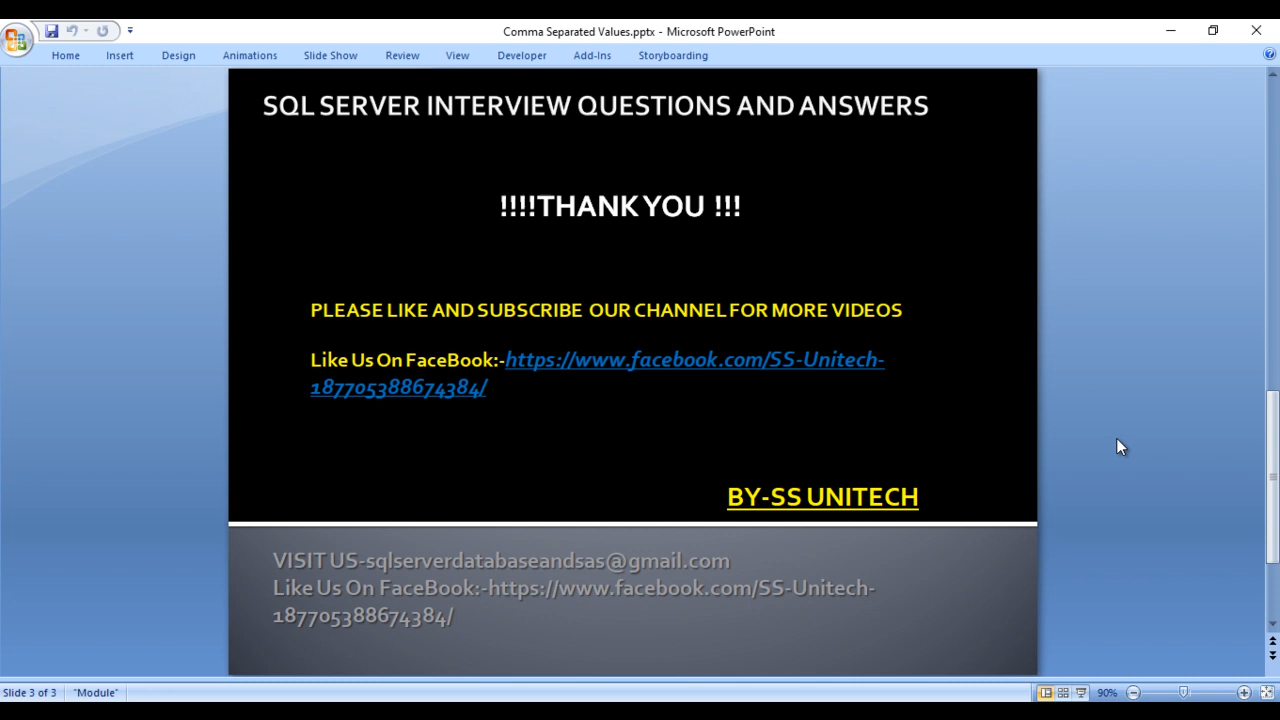 Comma Separated Values.pptx - Microsoft PowerPoint
Home Insert Design Animations Slide Show Review View Developer Add-Ins Storyboarding
SQL SERVER INTERVIEW QUESTIONS AND ANSWERS
!!!!THANK YOU !!!
PLEASE LIKE AND SUBSCRIBE OUR CHANNEL FOR MORE VIDEOS
Like Us On FaceBook:-https://www.facebook.com/SS-Unitech-
187705388674384/
BY-SS UNITECH
VISIT US-sqlserverdatabaseandsas@gmail.com
Like Us On FaceBook:-https://www.facebook.com/SS-Unitech-
187705388674384/
Slide 3 of 3 "Module" 90%